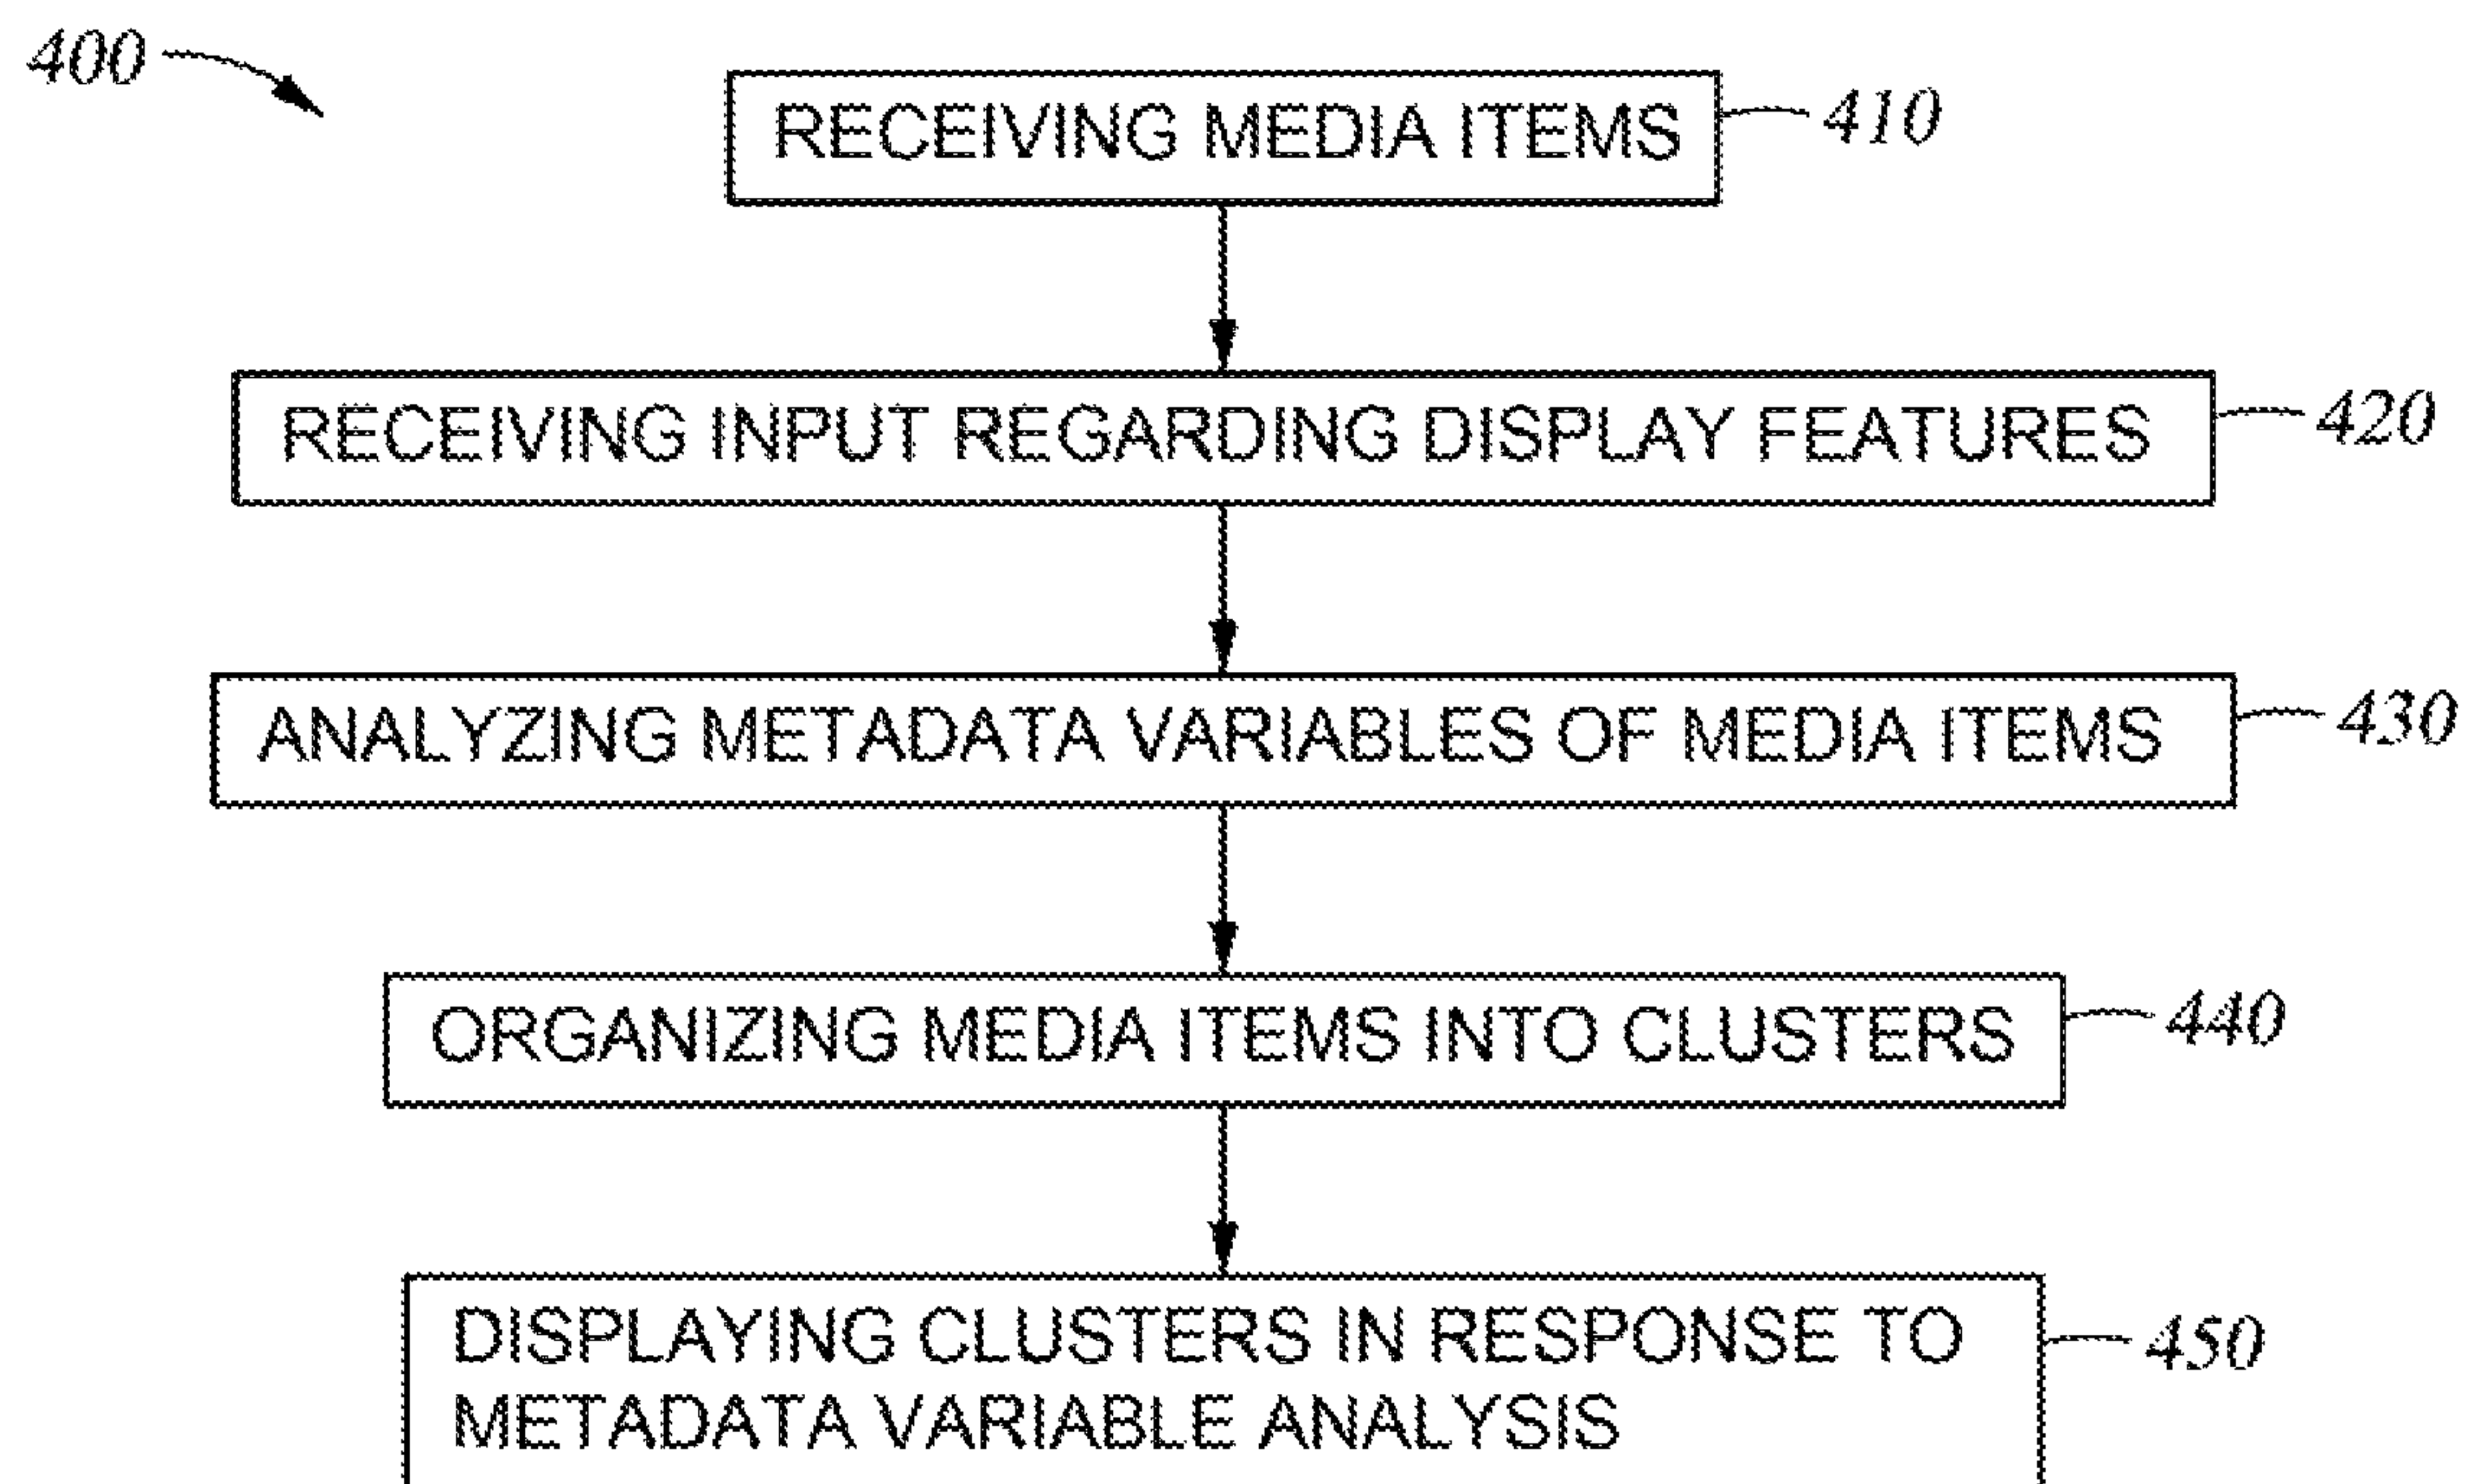 400
RECEIVING MEDIA ITEMS 410
RECEIVING INPUT REGARDING DISPLAY FEATURES 420
ANALYZING METADATA VARIABLES OF MEDIA ITEMS 430
ORGANIZING MEDIA ITEMS INTO CLUSTERS 440
DISPLAYING CLUSTERS IN RESPONSE TO 450
METADATA VARIABLE ANALYSIS